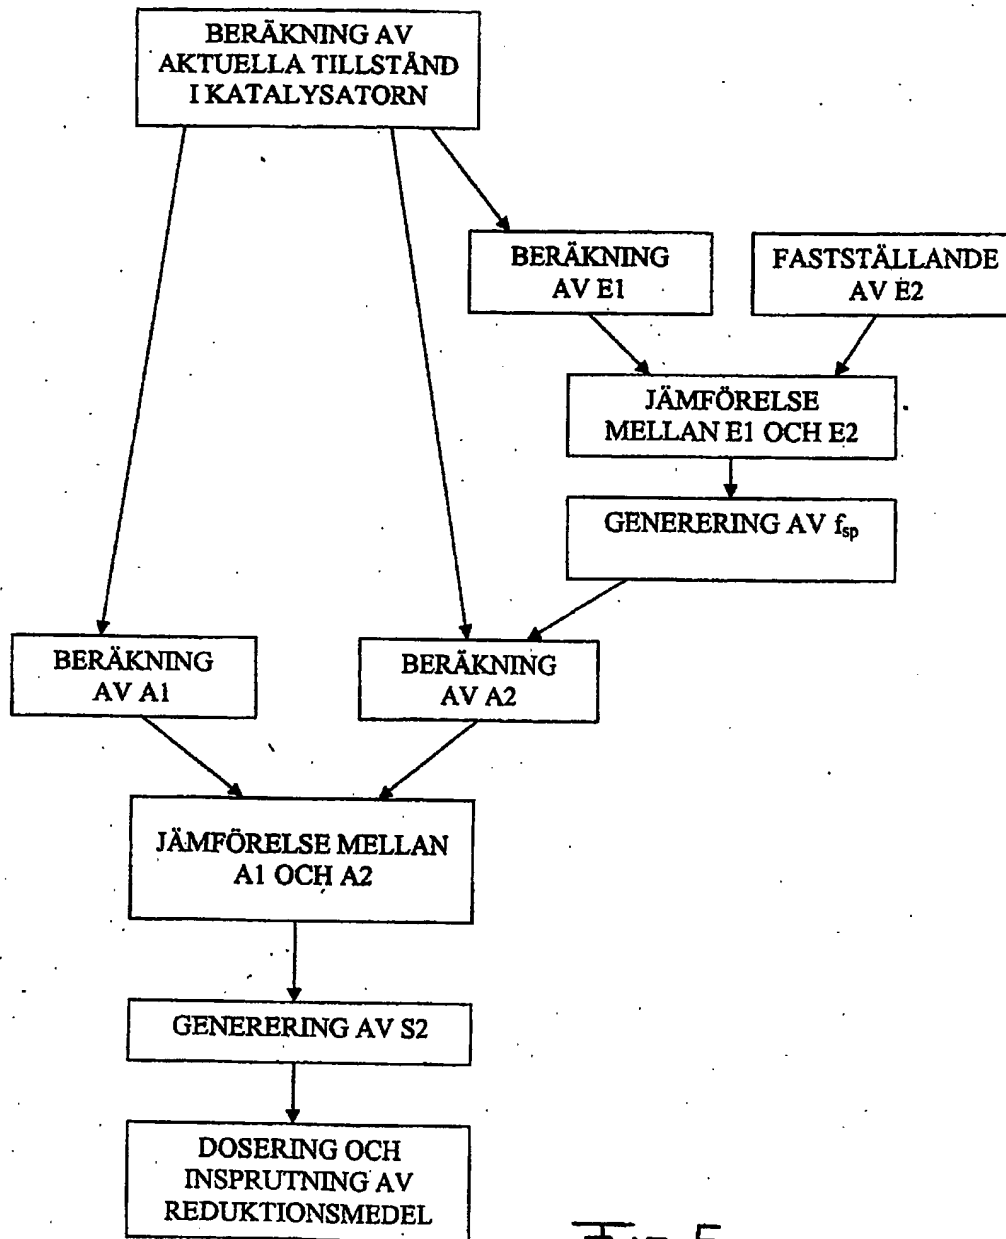 BERÄKNING AV
AKTUELLA TILLSTÅND
I KATALYSATORN
BERÄKNING
AV E1
FASTSTÄLLANDE
AV E2
JÄMFÖRELSE
MELLAN E1 OCH E2
GENERERING AV fsp
BERÄKNING
AV A1
BERÄKNING
AV A2
JÄMFÖRELSE MELLAN
A1 OCH A2
GENERERING AV S2
DOSERING OCH
INSPRUTNING AV
REDUKTIONSMEDEL
Fig 5